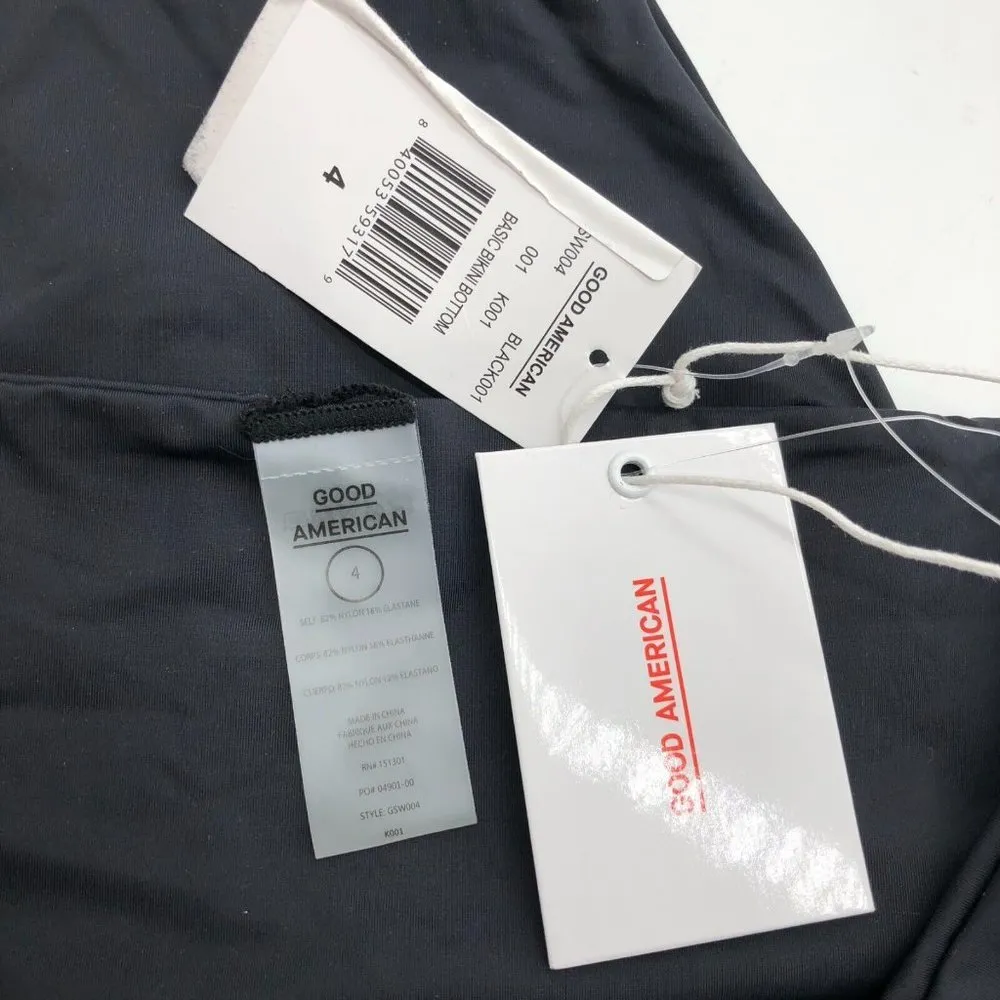 GSW004
001 K001 BLACK001
BASIC BIKINI BOTTOM
GOOD AMERICAN
8 40053 59317 9
4
GOOD
AMERICAN
4
SELF: 82% NYLON 18% ELASTANE
CORPS: 82% NYLON 18% ELASTHANNE
CUERPO: 82% NYLON 18% ELASTANO
MADE IN CHINA
FABRIQUE AUX CHINA
HECHO EN CHINA
RN# 151301
PO# 04901-00
STYLE: GSW004
K001
GOOD AMERICAN